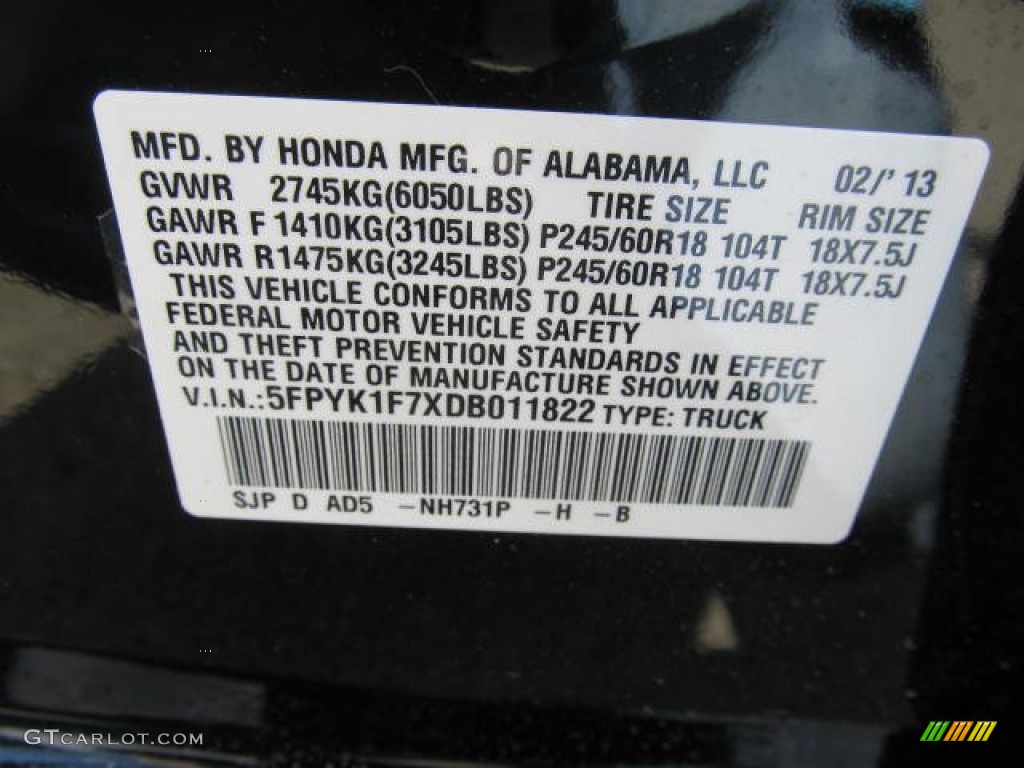 MFD. BY HONDA MFG. OF ALABAMA, LLC 02/' 13
GVWR 2745KG(6050LBS) TIRE SIZE RIM SIZE
GAWR F 1410KG(3105LBS) P245/60R18 104T 18X7.5J
GAWR R1475KG(3245LBS) P245/60R18 104T 18X7.5J
THIS VEHICLE CONFORMS TO ALL APPLICABLE
FEDERAL MOTOR VEHICLE SAFETY
AND THEFT PREVENTION STANDARDS IN EFFECT
ON THE DATE OF MANUFACTURE SHOWN ABOVE.
V.I.N.:5FPYK1F7XDB011822 TYPE: TRUCK
SJP D AD5 -NH731P -H -B
GTCARLOT.COM